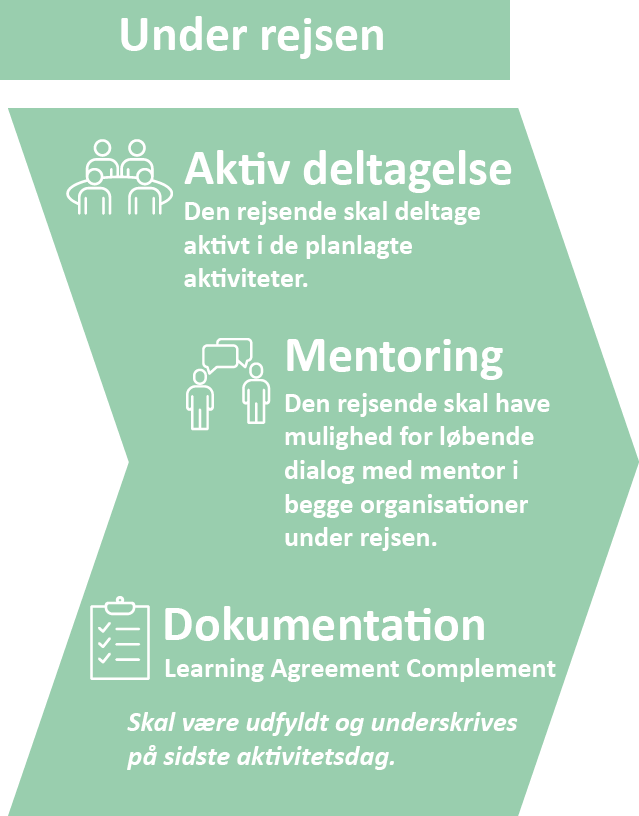 Under rejsen
Aktiv deltagelse
Den rejsende skal deltage
aktivt i de planlagte
aktiviteter.
Mentoring
Den rejsende skal have
mulighed for løbende
dialog med mentor i
begge organisationer
under rejsen.
Dokumentation
Learning Agreement Complement
Skal være udfyldt og underskrives
på sidste aktivitetsdag.